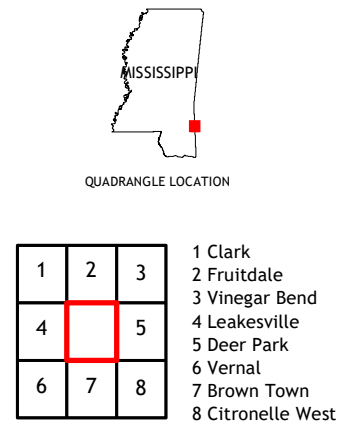 MISSISSIPPI
QUADRANGLE LOCATION
1 2 3
4 5
6 7 8
1 Clark
2 Fruitdale
3 Vinegar Bend
4 Leakesville
5 Deer Park
6 Vernal
7 Brown Town
8 Citronelle West